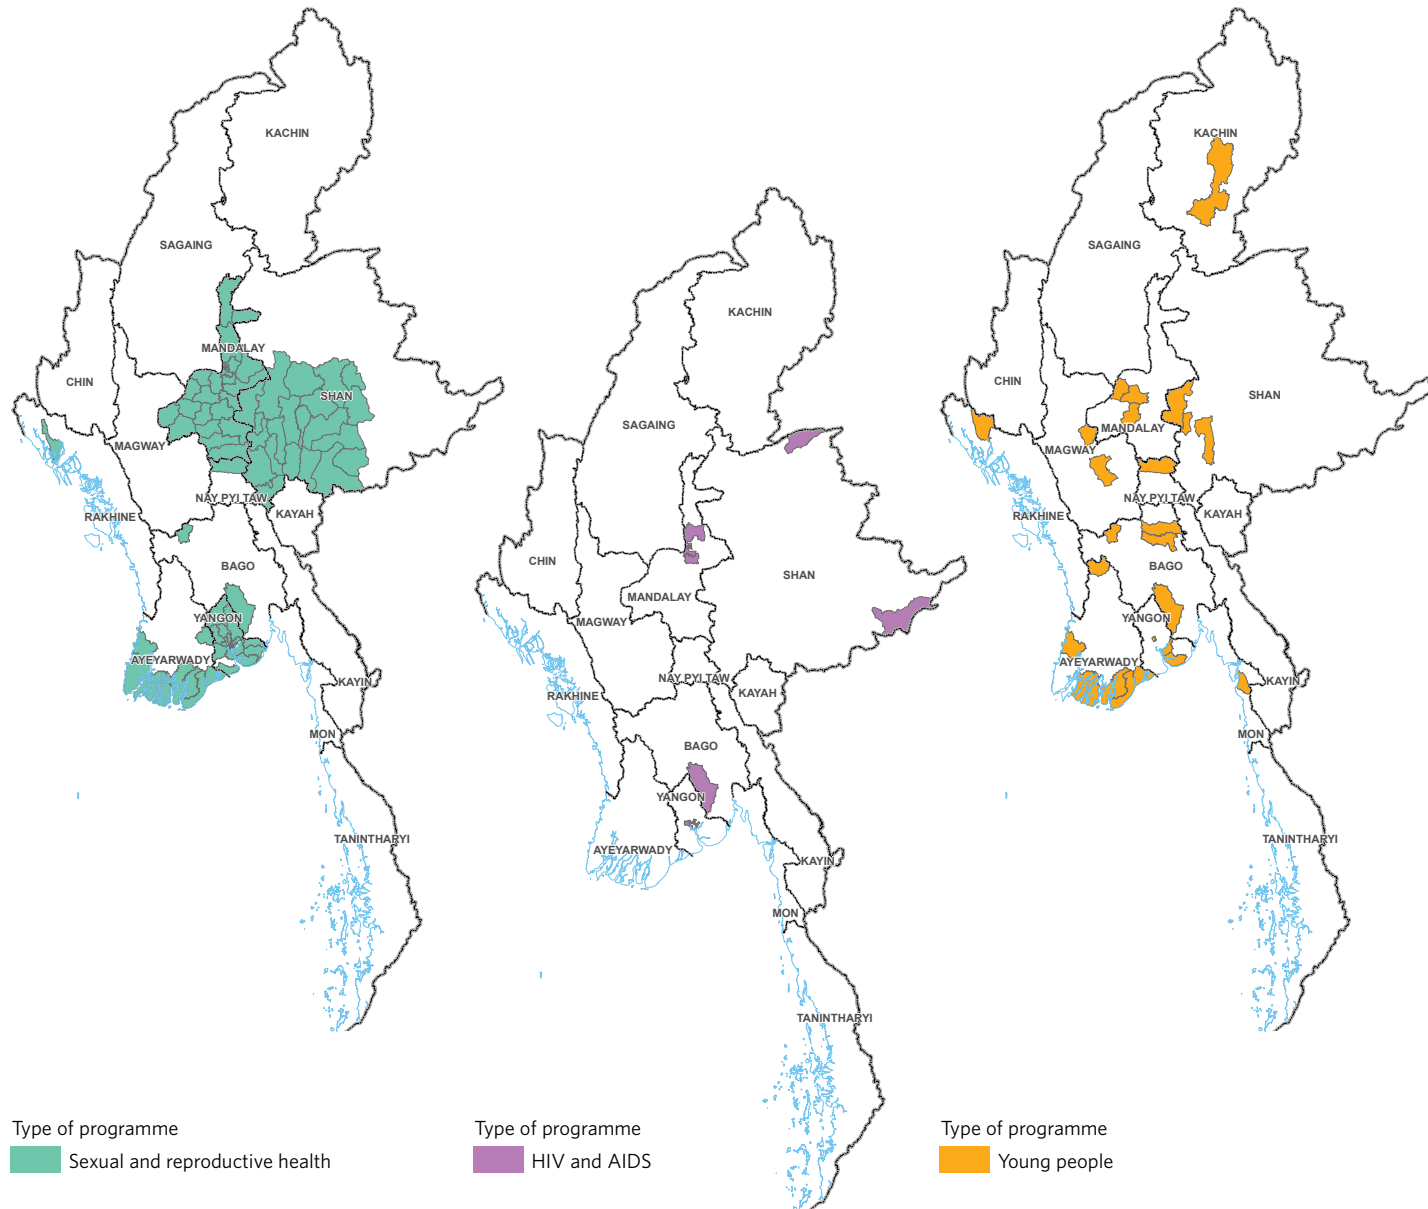 KACHIN
SAGAING
MANDALAY
CHIN
SHAN
MAGWAY
NAY PYI TAW
RAKHINE
KAYAH
BAGO
YANGON
AYEYARWADY
KAYIN
MON
TANINTHARYI
Type of programme
Sexual and reproductive health
KACHIN
SAGAING
CHIN
SHAN
MANDALAY
MAGWAY
NAY PYI TAW
RAKHINE
KAYAH
BAGO
YANGON
AYEYARWADY
KAYIN
MON
TANINTHARYI
Type of programme
HIV and AIDS
KACHIN
SAGAING
CHIN
SHAN
MANDALAY
MAGWAY
NAY PYI TAW
RAKHINE
KAYAH
BAGO
YANGON
AYEYARWADY
KAYIN
MON
TANINTHARYI
Type of programme
Young people